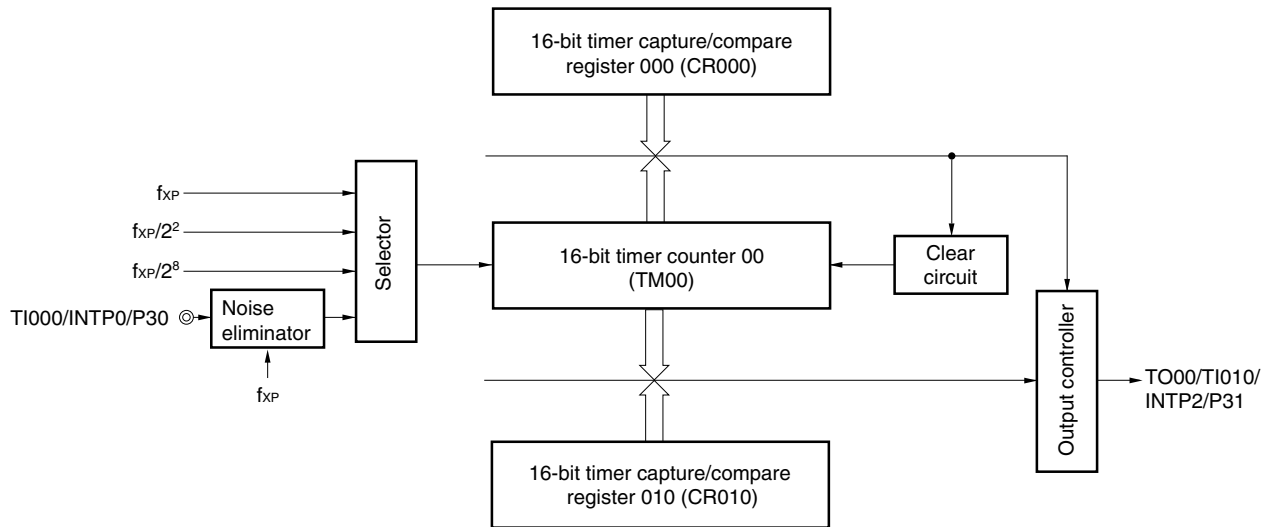 16-bit timer capture/compare
register 000 (CR000)
fXP
fXP/2²
fXP/2⁸
TI000/INTP0/P30
Noise
eliminator
fXP
Selector
16-bit timer counter 00
(TM00)
Clear
circuit
Output controller
TO00/TI010/
INTP2/P31
16-bit timer capture/compare
register 010 (CR010)